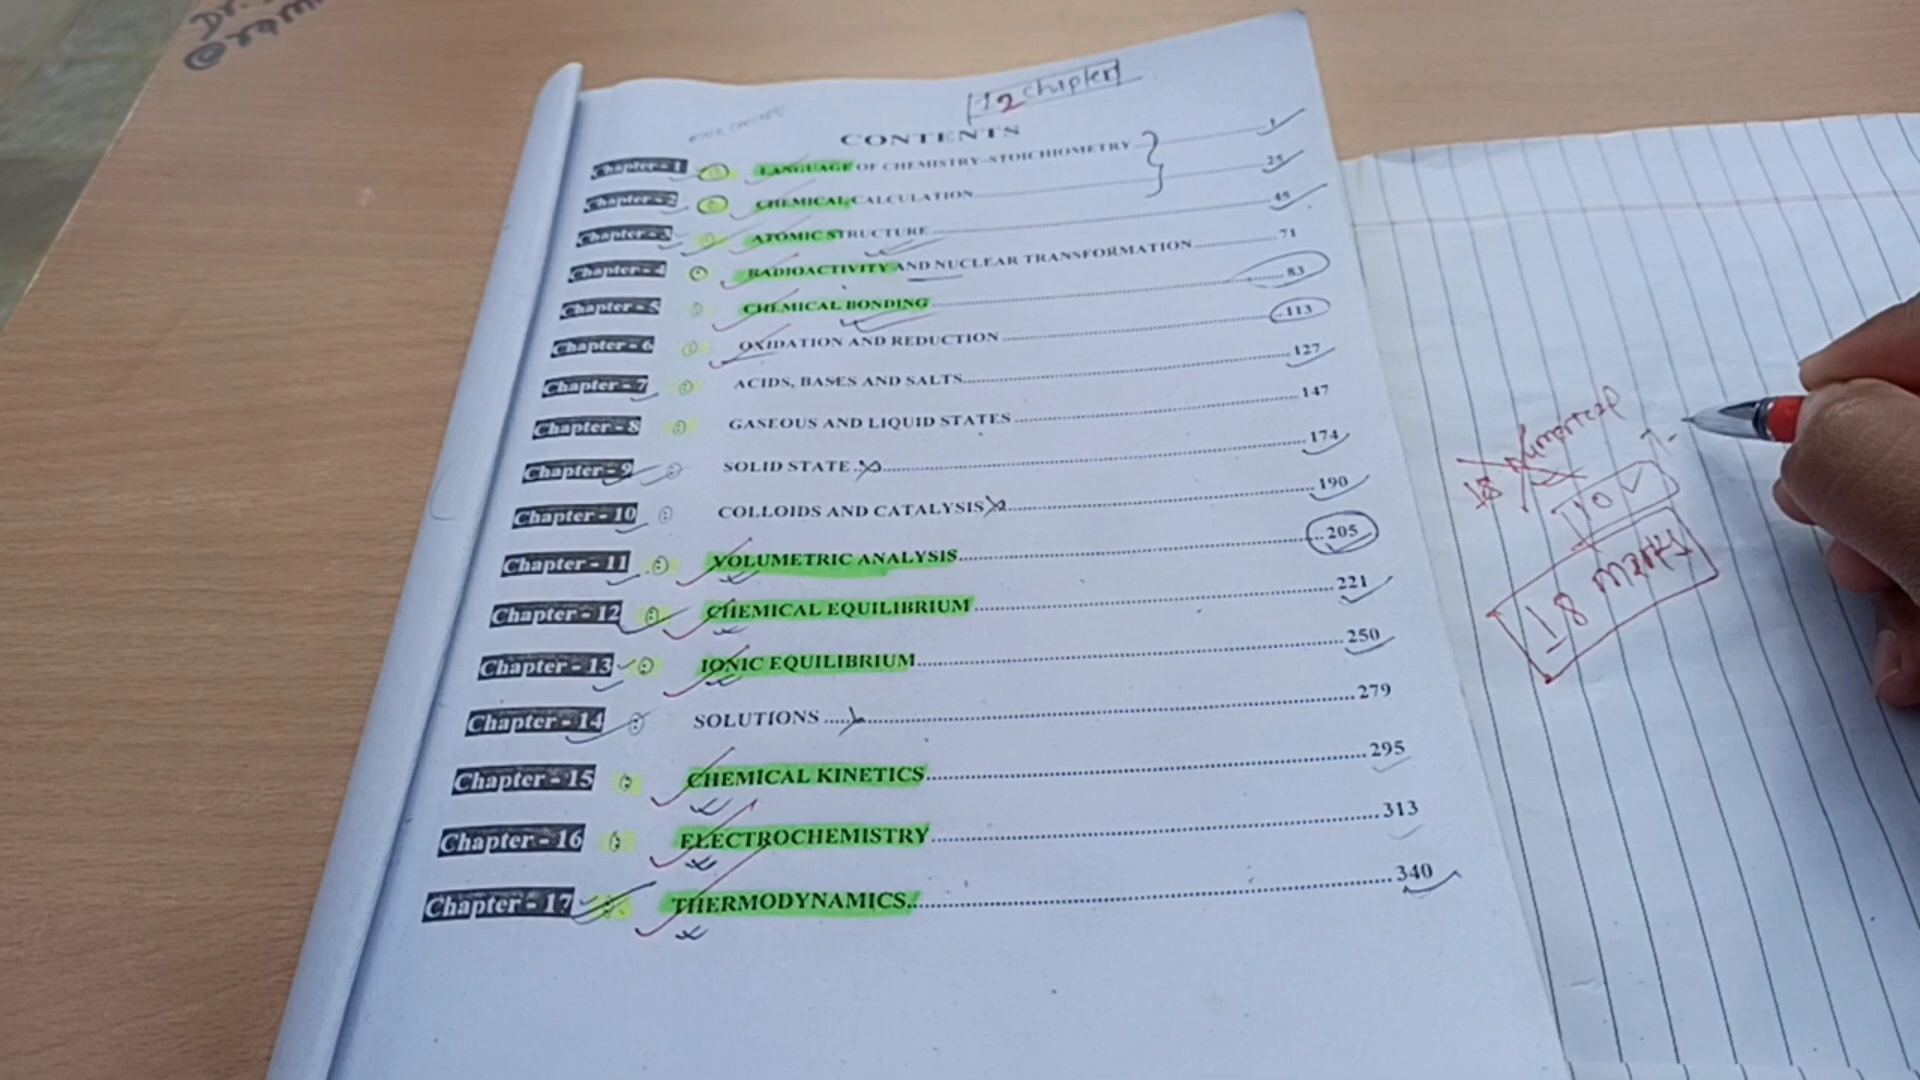 Dr.
12 chapter
CONTENTS
Chapter - 1 LANGUAGE OF CHEMISTRY-STOICHIOMETRY 1
Chapter - 2 CHEMICAL CALCULATION 25
Chapter - 3 ATOMIC STRUCTURE 45
Chapter - 4 RADIOACTIVITY AND NUCLEAR TRANSFORMATION 71
Chapter - 5 CHEMICAL BONDING 83
Chapter - 6 OXIDATION AND REDUCTION 113
Chapter - 7 ACIDS, BASES AND SALTS 127
Chapter - 8 GASEOUS AND LIQUID STATES 147
Chapter - 9 SOLID STATE 174
Chapter - 10 COLLOIDS AND CATALYSIS 190
Chapter - 11 VOLUMETRIC ANALYSIS 205
Chapter - 12 CHEMICAL EQUILIBRIUM 221
Chapter - 13 IONIC EQUILIBRIUM 250
Chapter - 14 SOLUTIONS 279
Chapter - 15 CHEMICAL KINETICS 295
Chapter - 16 ELECTROCHEMISTRY 313
Chapter - 17 THERMODYNAMICS 340
18 Numerical
10
18 marks